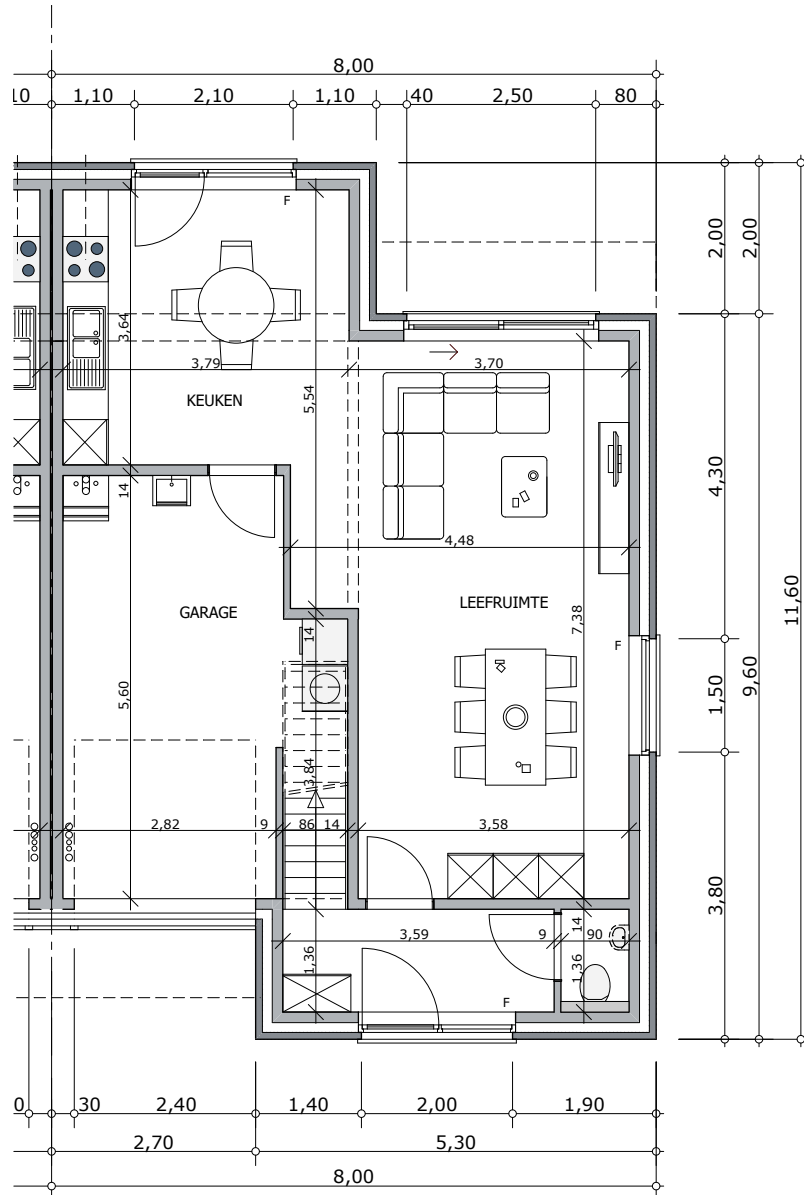 8,00
10 1,10 2,10 1,10 40 2,50 80
F
2,00 2,00
3,64
3,79 3,70
KEUKEN
5,54
4,30
14
4,48
11,60
GARAGE LEEFRUIMTE
14
7,38
F
5,60
1,50
9,60
3,84
2,82 9 86 14 3,58
3,80
14
3,59 9 90
1,36 1,36
F
0 30 2,40 1,40 2,00 1,90
2,70 5,30
8,00